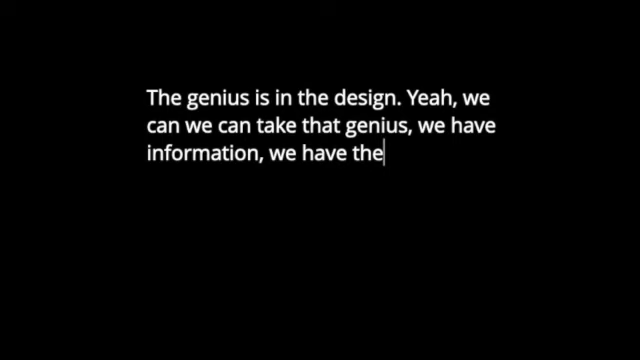 The genius is in the design. Yeah, we
can we can take that genius, we have
information, we have the